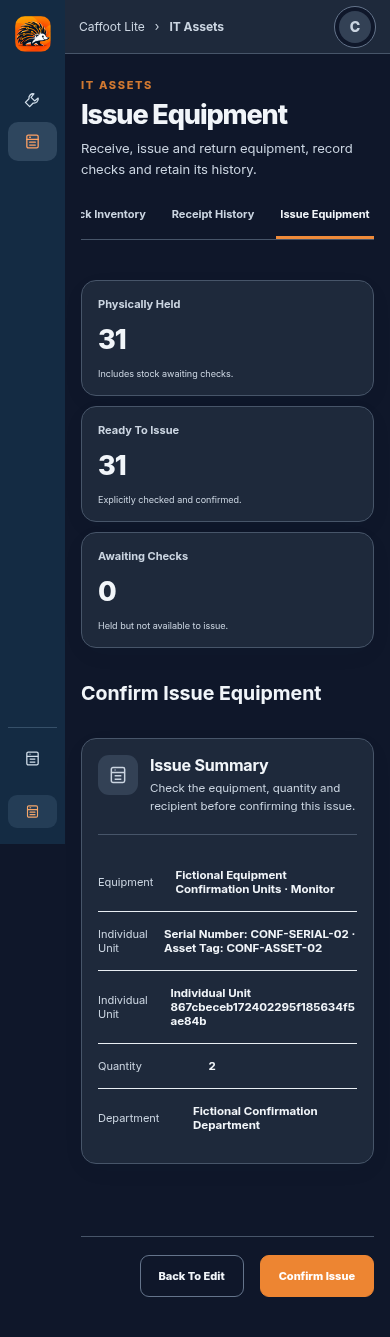 Caffoot Lite › IT Assets
C
IT ASSETS
Issue Equipment
Receive, issue and return equipment, record
checks and retain its history.
ck Inventory Receipt History Issue Equipment
Physically Held
31
Includes stock awaiting checks.
Ready To Issue
31
Explicitly checked and confirmed.
Awaiting Checks
0
Held but not available to issue.
Confirm Issue Equipment
Issue Summary
Check the equipment, quantity and
recipient before confirming this issue.
Equipment
Fictional Equipment
Confirmation Units · Monitor
Individual
Unit
Serial Number: CONF-SERIAL-02 ·
Asset Tag: CONF-ASSET-02
Individual
Unit
Individual Unit
867cbeceb172402295f185634f5
ae84b
Quantity
2
Department
Fictional Confirmation
Department
Back To Edit
Confirm Issue